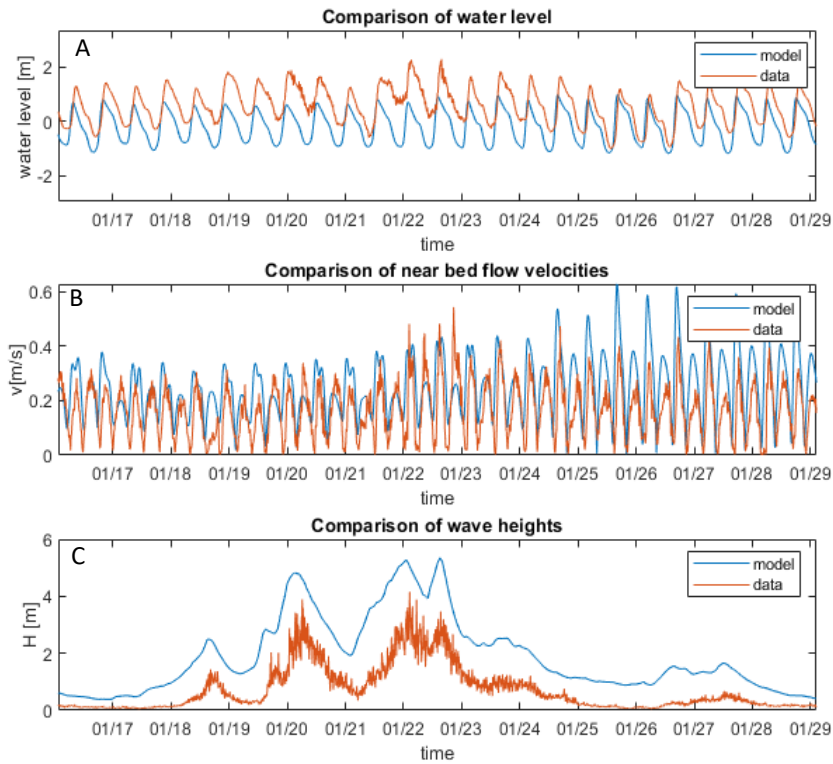 Comparison of water level
A
model
data
water level [m]
2
0
-2
01/17 01/18 01/19 01/20 01/21 01/22 01/23 01/24 01/25 01/26 01/27 01/28 01/29
time
Comparison of near bed flow velocities
B
model
data
v[m/s]
0.6
0.4
0.2
0
01/17 01/18 01/19 01/20 01/21 01/22 01/23 01/24 01/25 01/26 01/27 01/28 01/29
time
Comparison of wave heights
C
model
data
H [m]
6
4
2
0
01/17 01/18 01/19 01/20 01/21 01/22 01/23 01/24 01/25 01/26 01/27 01/28 01/29
time